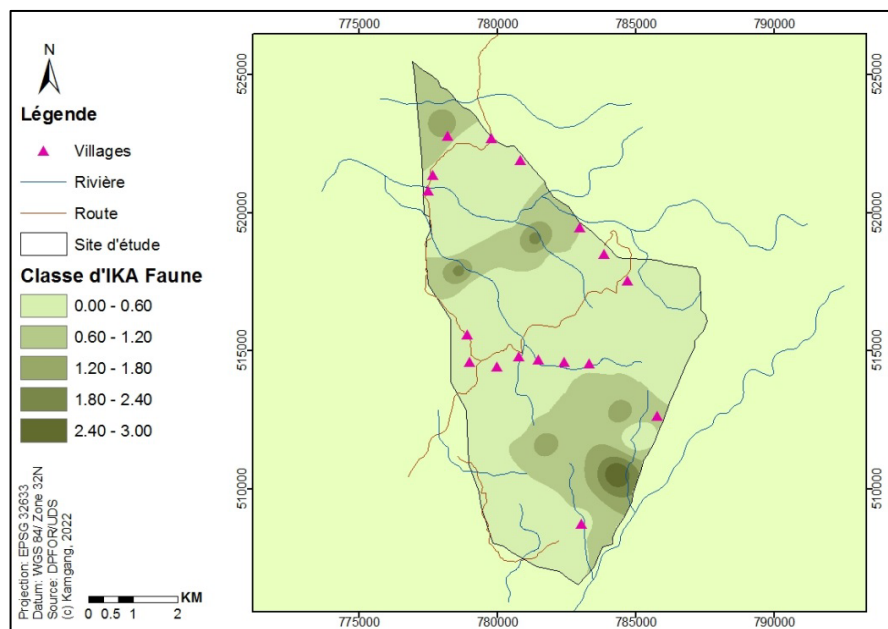 775000 780000 785000 790000
N
Légende
Villages
Rivière
Route
Site d'étude
Classe d'IKA Faune
0.00 - 0.60
0.60 - 1.20
1.20 - 1.80
1.80 - 2.40
2.40 - 3.00
Projection: EPSG 32633
Datum: WGS 84/ Zone 32N
Source: DPFOR/UDS
(c) Kamgang, 2022
KM
0 0.5 1 2
525000
520000
515000
510000
525000
520000
515000
510000
775000 780000 785000 790000